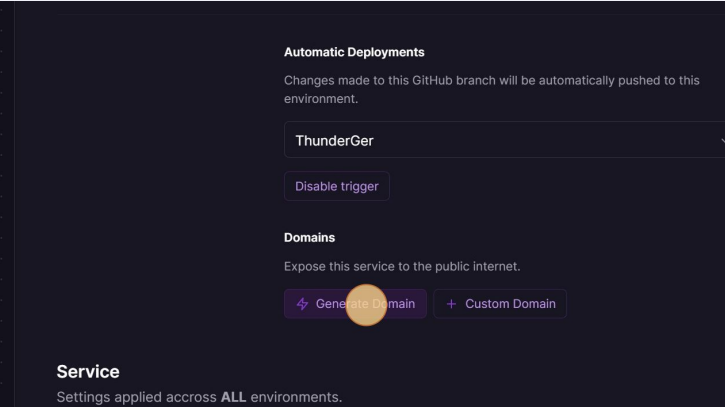 Automatic Deployments
Changes made to this GitHub branch will be automatically pushed to this
environment.
ThunderGer
Disable trigger
Domains
Expose this service to the public internet.
Generate Domain
+ Custom Domain
Service
Settings applied accross ALL environments.